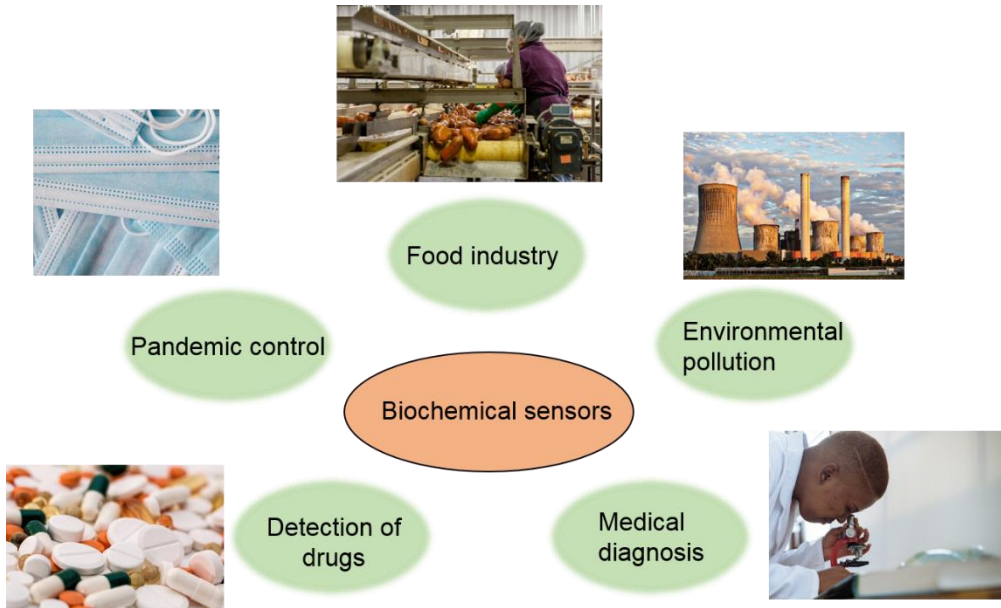 Food industry
Pandemic control
Environmental
pollution
Biochemical sensors
Detection of
drugs
Medical
diagnosis